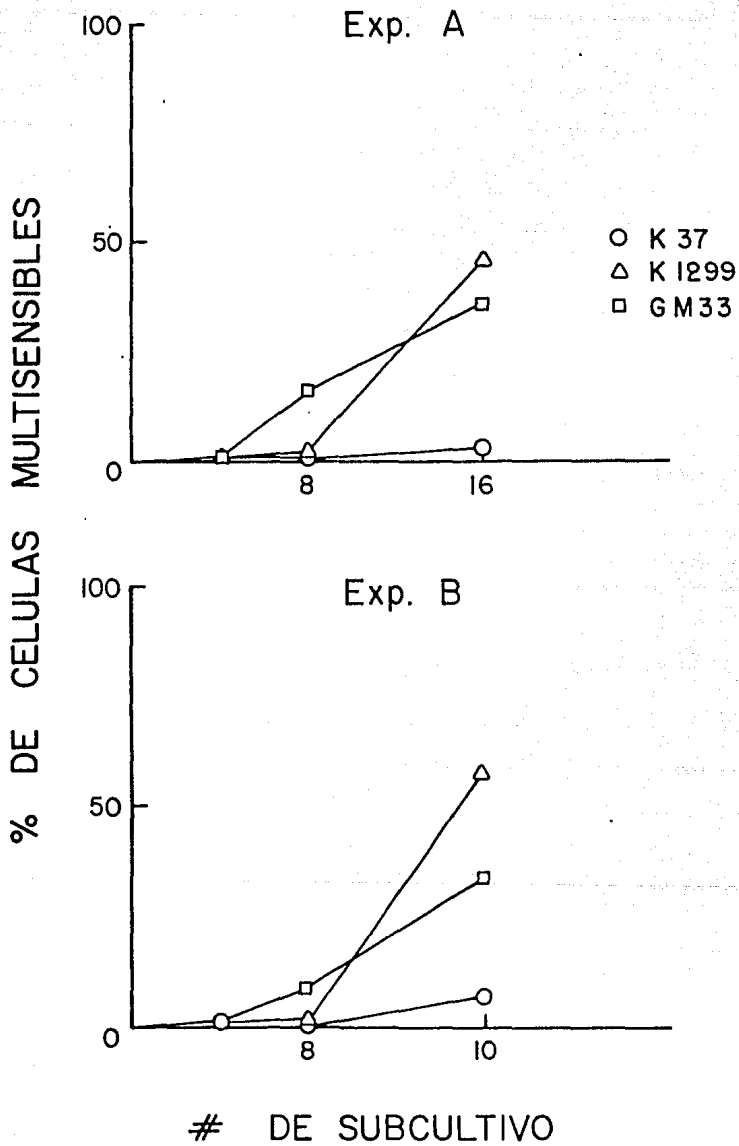 Exp. A
100
50
0
8
16
○ K 37
△ K 1299
□ GM33
% DE CELULAS MULTISENSIBLES
Exp. B
100
50
0
8
10
# DE SUBCULTIVO